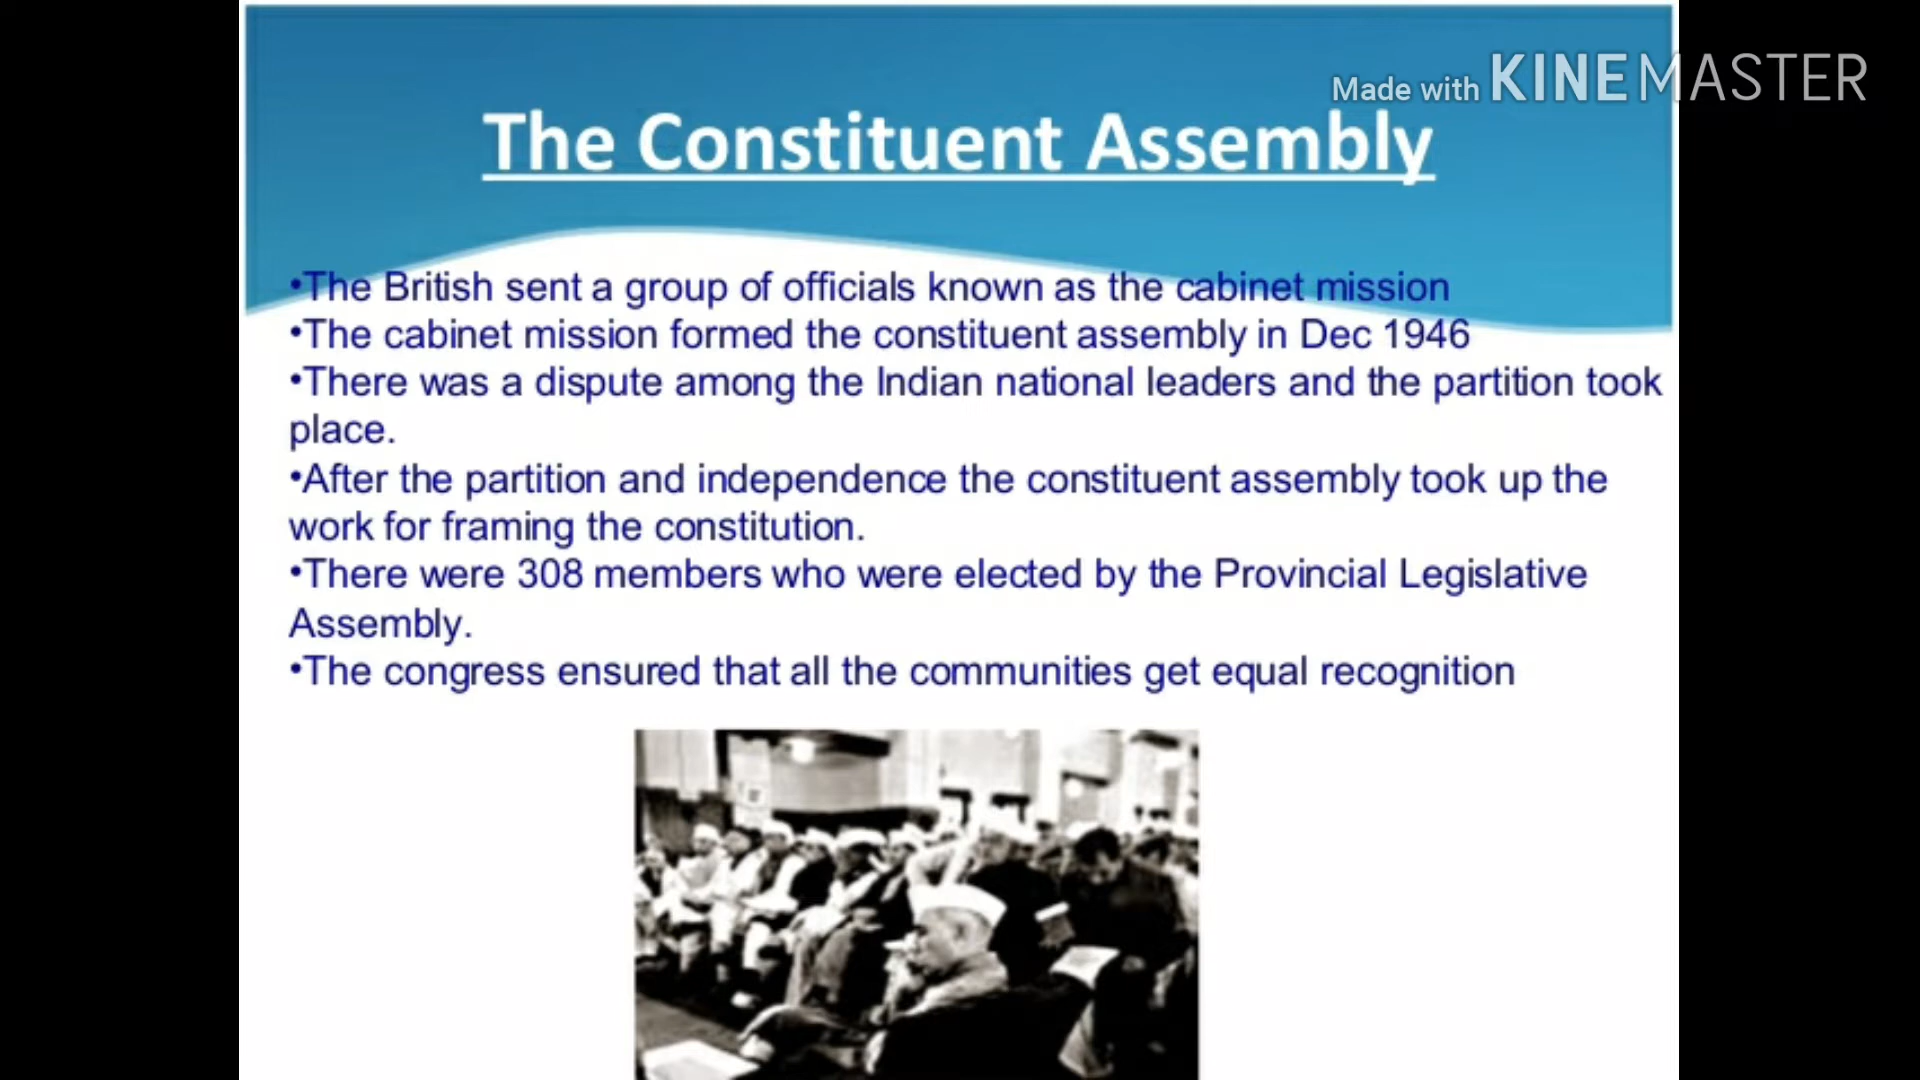 Made with KINEMASTER
The Constituent Assembly
•The British sent a group of officials known as the cabinet mission
•The cabinet mission formed the constituent assembly in Dec 1946
•There was a dispute among the Indian national leaders and the partition took
place.
•After the partition and independence the constituent assembly took up the
work for framing the constitution.
•There were 308 members who were elected by the Provincial Legislative
Assembly.
•The congress ensured that all the communities get equal recognition